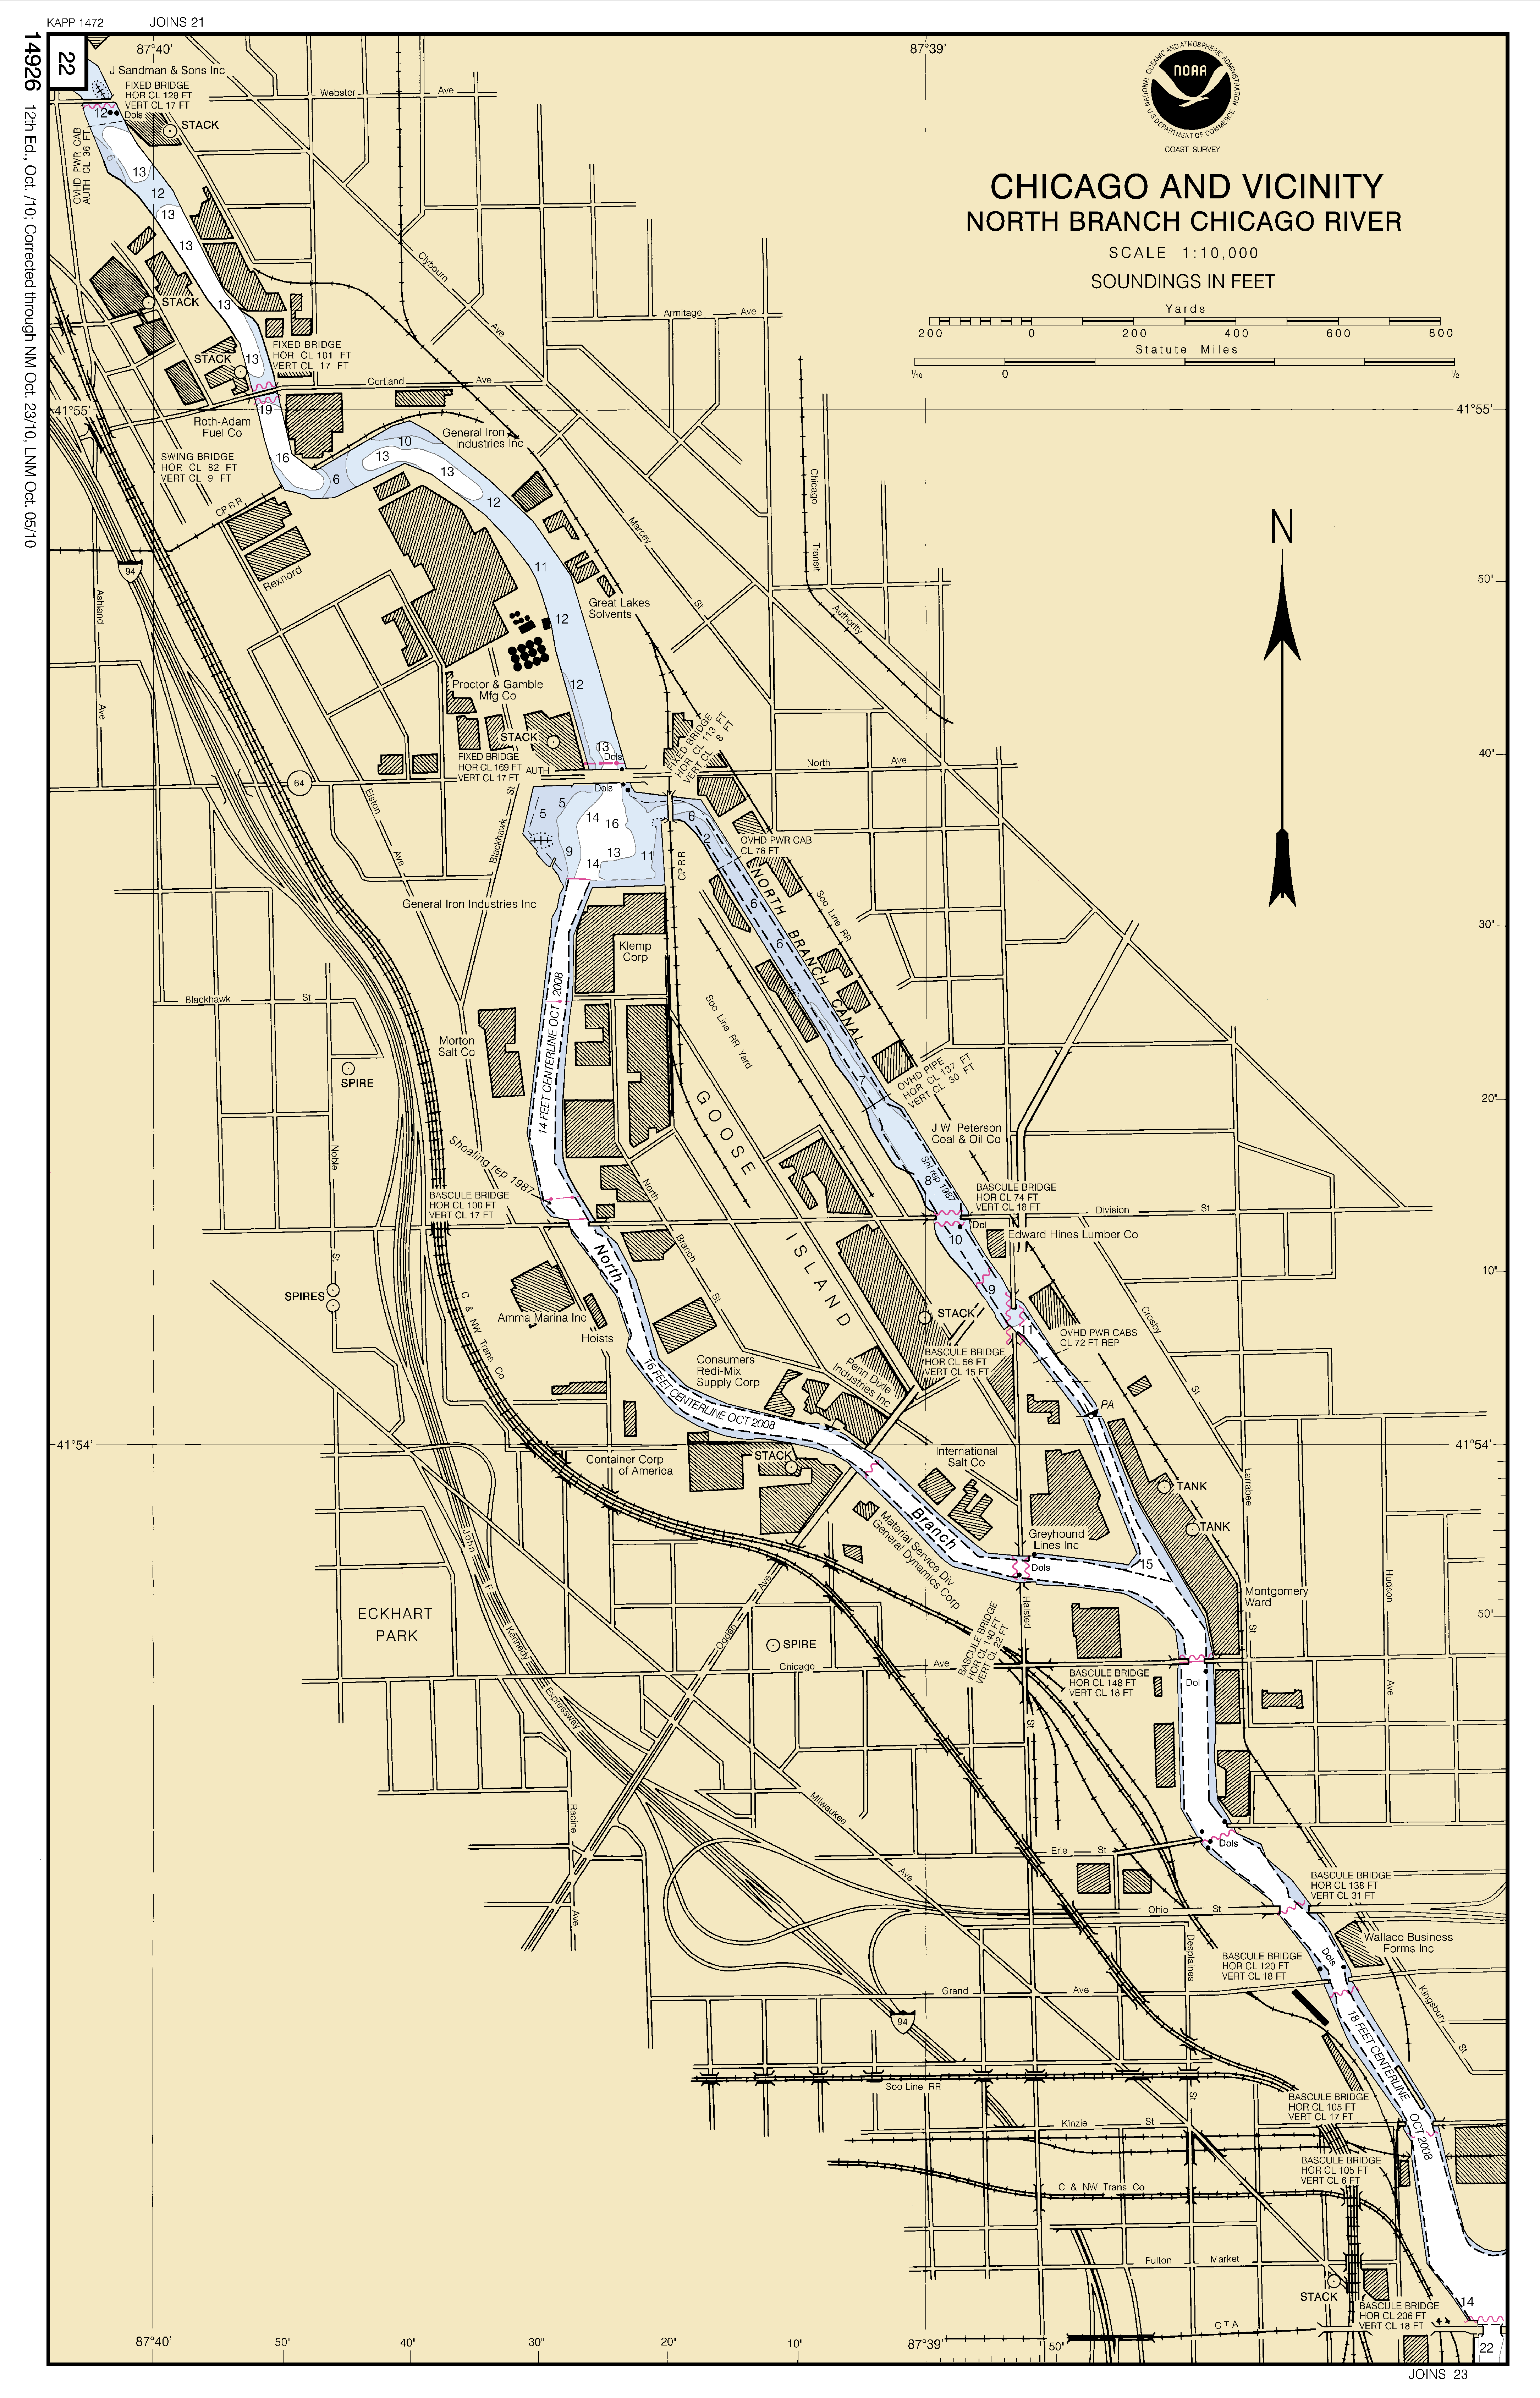 KAPP 1472
JOINS 21
22
14926 12th Ed., Oct. /10; Corrected through NM Oct. 23/10, LNM Oct. 05/10
87°40'
87°39'
NATIONAL OCEANIC AND ATMOSPHERIC ADMINISTRATION
NOAA
U S DEPARTMENT OF COMMERCE
COAST SURVEY
CHICAGO AND VICINITY
NORTH BRANCH CHICAGO RIVER
SCALE 1:10,000
SOUNDINGS IN FEET
Yards
200 0 200 400 600 800
Statute Miles
1/10 0 1/2
J Sandman & Sons Inc
FIXED BRIDGE
HOR CL 128 FT
VERT CL 17 FT
Dols
12
STACK
OVHD PWR CAB
AUTH CL 36 FT
Webster Ave
6
13
12
13
13
Clybourn Ave
STACK
13
Armitage Ave
FIXED BRIDGE
HOR CL 101 FT
VERT CL 17 FT
STACK
13
Cortland Ave
41°55'
41°55'
19
Roth-Adam
Fuel Co
General Iron
Industries Inc
10
SWING BRIDGE
HOR CL 82 FT
VERT CL 9 FT
16
6
13
13
12
CP RR
Rexnord
Chicago Transit Authority
N
Marcey St
94
Ashland Ave
11
50"
Great Lakes
Solvents
12
Proctor & Gamble
Mfg Co
12
STACK
13
Dols
FIXED BRIDGE
HOR CL 169 FT
VERT CL 17 FT
AUTH
FIXED BRIDGE
HOR CL 113 FT
VERT CL 8 FT
40"
North Ave
64
Elston Ave
Blackhawk St
Dols
5
5
14
16
9
13
14
11
6
2
CP RR
OVHD PWR CAB
CL 76 FT
General Iron Industries Inc
NORTH BRANCH CANAL
Soo Line RR
6
6
30"
Klemp
Corp
14 FEET CENTERLINE OCT 2008
Blackhawk St
Soo Line RR Yard
Morton
Salt Co
SPIRE
7
OVHD PIPE
HOR CL 137 FT
VERT CL 30 FT
20"
GOOSE ISLAND
J W Peterson
Coal & Oil Co
Shl rep 1987
8
Shoaling rep 1987
Noble St
BASCULE BRIDGE
HOR CL 100 FT
VERT CL 17 FT
North Branch St
BASCULE BRIDGE
HOR CL 74 FT
VERT CL 18 FT
Division St
Dol
10
Edward Hines Lumber Co
North Branch
10"
9
SPIRES
C & NW Trans Co
Amma Marina Inc
Hoists
STACK
11
OVHD PWR CABS
CL 72 FT REP
Crosby St
Consumers
Redi-Mix
Supply Corp
Penn Dixie
Industries Inc
BASCULE BRIDGE
HOR CL 56 FT
VERT CL 15 FT
16 FEET CENTERLINE OCT 2008
PA
41°54'
41°54'
Container Corp
of America
STACK
International
Salt Co
TANK
TANK
Larrabee St
Material Service Div
General Dynamics Corp
Greyhound
Lines Inc
Dols
15
John F. Kennedy Expressway
ECKHART
PARK
Montgomery
Ward
Hudson Ave
50"
Ogden Ave
SPIRE
Halsted St
BASCULE BRIDGE
HOR CL 140 FT
VERT CL 22 FT
Chicago Ave
BASCULE BRIDGE
HOR CL 148 FT
VERT CL 16 FT
Dol
Racine Ave
Milwaukee Ave
Erie St
Dols
BASCULE BRIDGE
HOR CL 138 FT
VERT CL 31 FT
Ohio St
Desplaines St
Wallace Business
Forms Inc
Dols
BASCULE BRIDGE
HOR CL 120 FT
VERT CL 18 FT
Grand Ave
94
Kingsbury St
18 FEET CENTERLINE OCT 2008
Soo Line RR
BASCULE BRIDGE
HOR CL 105 FT
VERT CL 17 FT
Kinzie St
BASCULE BRIDGE
HOR CL 105 FT
VERT CL 6 FT
C & NW Trans Co
Fulton Market
STACK
BASCULE BRIDGE
HOR CL 206 FT
VERT CL 18 FT
14
CTA
22
87°40'
50"
40"
30"
20"
10"
87°39'
50"
JOINS 23